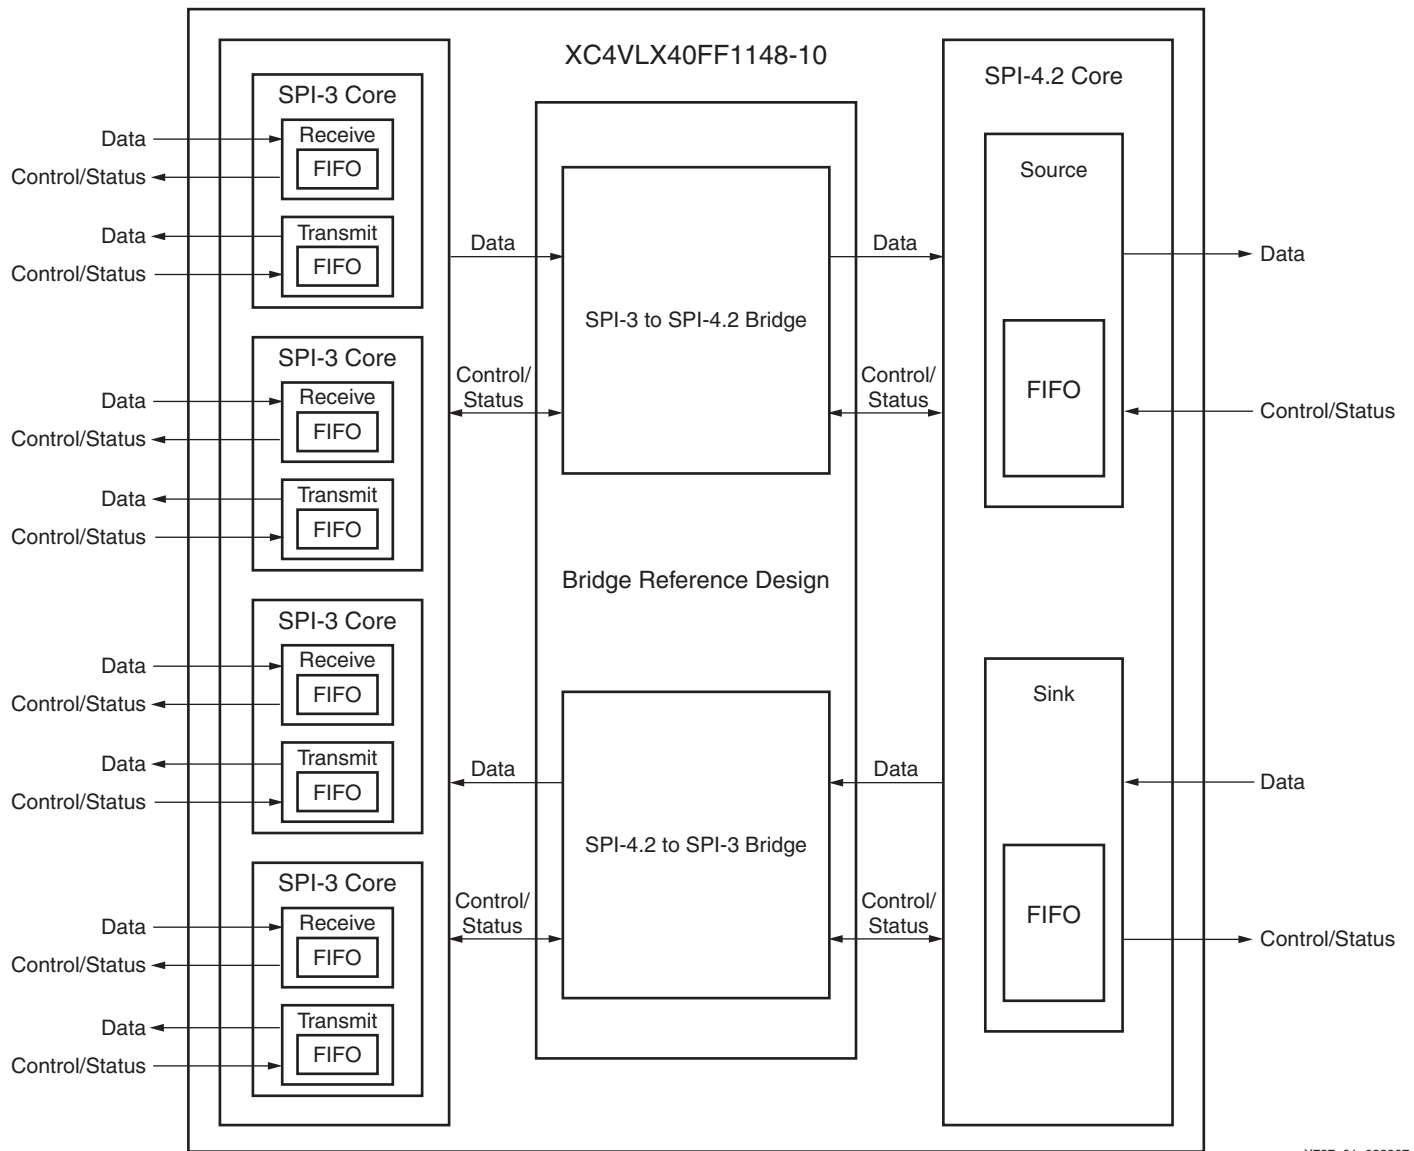 XC4VLX40FF1148-10
SPI-3 Core
Receive
FIFO
Data
Control/Status
Transmit
FIFO
Data
Control/Status
SPI-3 Core
Receive
FIFO
Data
Control/Status
Transmit
FIFO
Data
Control/Status
SPI-3 Core
Receive
FIFO
Data
Control/Status
Transmit
FIFO
Data
Control/Status
SPI-3 Core
Receive
FIFO
Data
Control/Status
Transmit
FIFO
Data
Control/Status
Data
Control/
Status
SPI-3 to SPI-4.2 Bridge
Data
Control/
Status
Bridge Reference Design
Data
Control/
Status
SPI-4.2 to SPI-3 Bridge
Data
Control/
Status
SPI-4.2 Core
Source
FIFO
Data
Control/Status
Sink
FIFO
Data
Control/Status